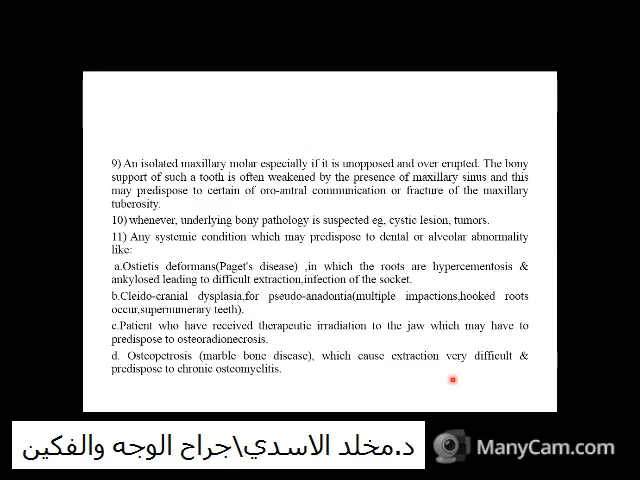 9) An isolated maxillary molar especially if it is unopposed and over erupted. The bony
support of such a tooth is often weakened by the presence of maxillary sinus and this
may predispose to certain of oro-antral communication or fracture of the maxillary
tuberosity.
10) whenever, underlying bony pathology is suspected eg, cystic lesion, tumors.
11) Any systemic condition which may predispose to dental or alveolar abnormality
like:
a.Ostietis deformans(Paget's disease) ,in which the roots are hypercementosis &
ankylosed leading to difficult extraction,infection of the socket.
b.Cleido-cranial dysplasia,for pseudo-anadontia(multiple impactions,hooked roots
occur,supernumerary teeth).
c.Patient who have received therapeutic irradiation to the jaw which may have to
predispose to osteoradionecrosis.
d. Osteopetrosis (marble bone disease), which cause extraction very difficult &
predispose to chronic osteomyelitis.
د.مخلد الاسدي\جراح الوجه والفكين
ManyCam.com